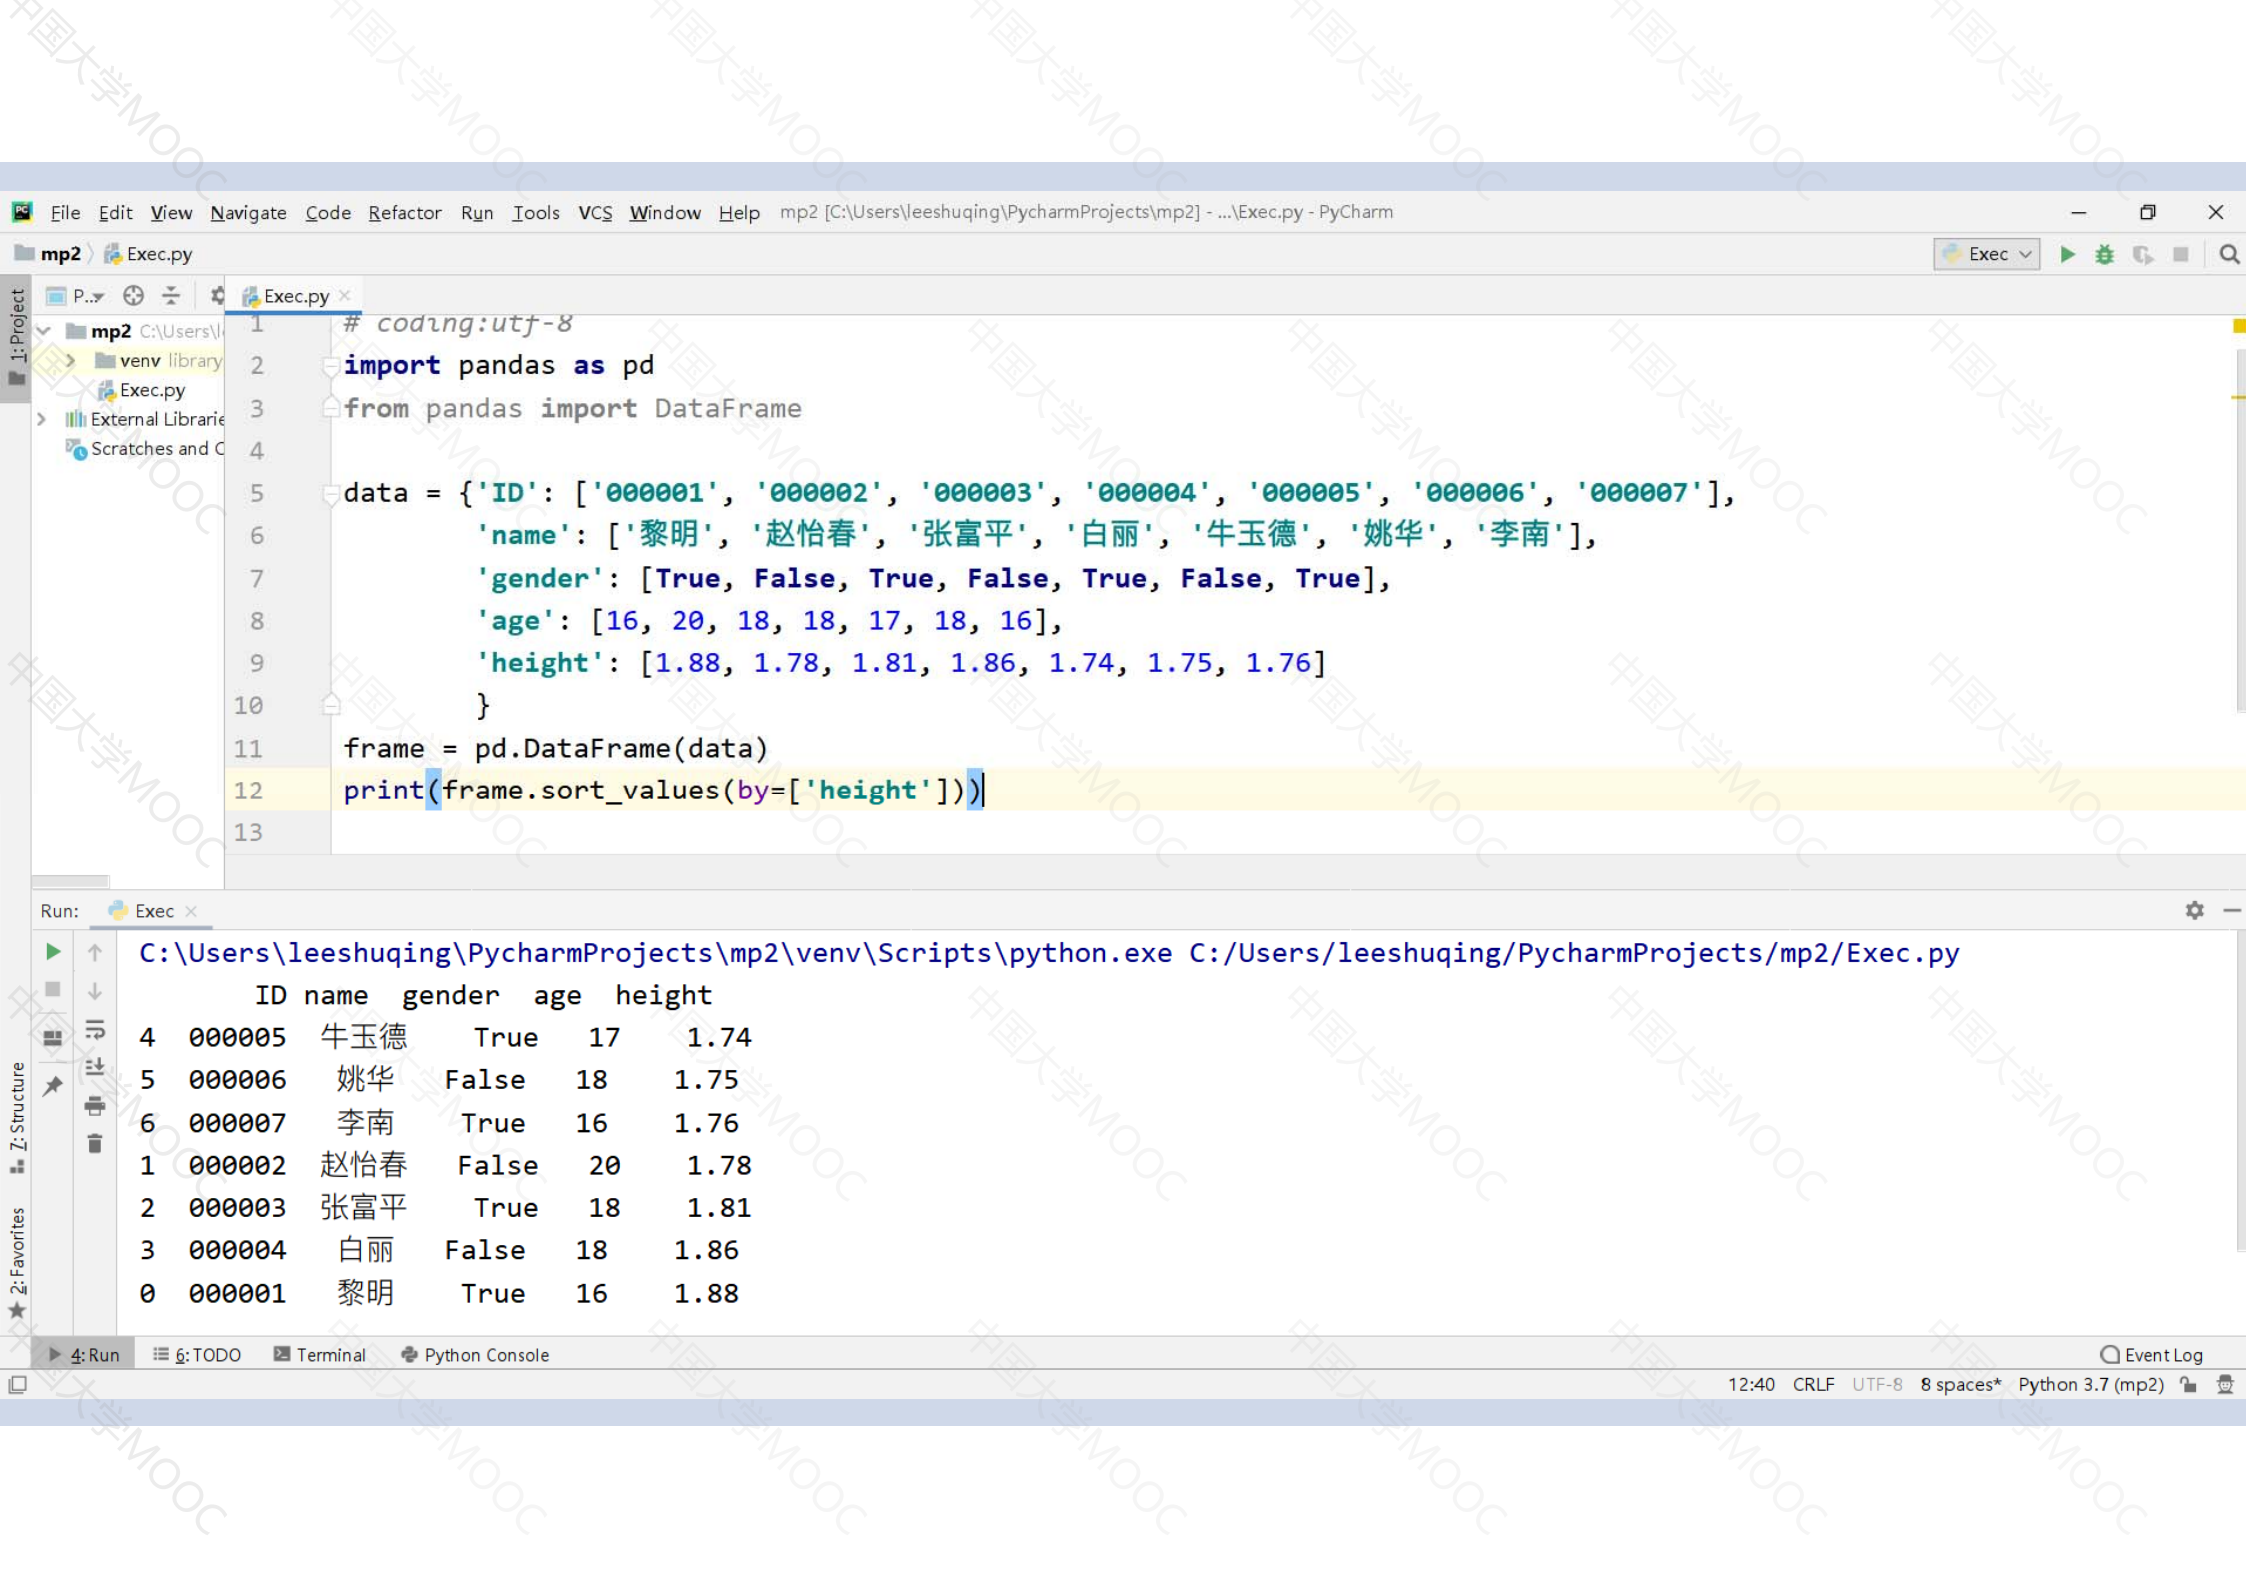 File Edit View Navigate Code Refactor Run Tools VCS Window Help mp2 [C:\Users\leeshuqing\PycharmProjects\mp2] - ...\Exec.py - PyCharm
mp2 Exec.py
Exec
1: Project
P..
Exec.py
mp2 C:\Users\l
venv library
Exec.py
External Librarie
Scratches and C
1 # coding:utf-8
2 import pandas as pd
3 from pandas import DataFrame
4
5 data = {'ID': ['000001', '000002', '000003', '000004', '000005', '000006', '000007'],
6 'name': ['黎明', '赵怡春', '张富平', '白丽', '牛玉德', '姚华', '李南'],
7 'gender': [True, False, True, False, True, False, True],
8 'age': [16, 20, 18, 18, 17, 18, 16],
9 'height': [1.88, 1.78, 1.81, 1.86, 1.74, 1.75, 1.76]
10 }
11 frame = pd.DataFrame(data)
12 print(frame.sort_values(by=['height']))
13
Run: Exec
C:\Users\leeshuqing\PycharmProjects\mp2\venv\Scripts\python.exe C:/Users/leeshuqing/PycharmProjects/mp2/Exec.py
ID name gender age height
4 000005 牛玉德 True 17 1.74
5 000006 姚华 False 18 1.75
6 000007 李南 True 16 1.76
1 000002 赵怡春 False 20 1.78
2 000003 张富平 True 18 1.81
3 000004 白丽 False 18 1.86
0 000001 黎明 True 16 1.88
Z: Structure
2: Favorites
4: Run 6: TODO Terminal Python Console Event Log
12:40 CRLF UTF-8 8 spaces* Python 3.7 (mp2)
中国大学MOOC